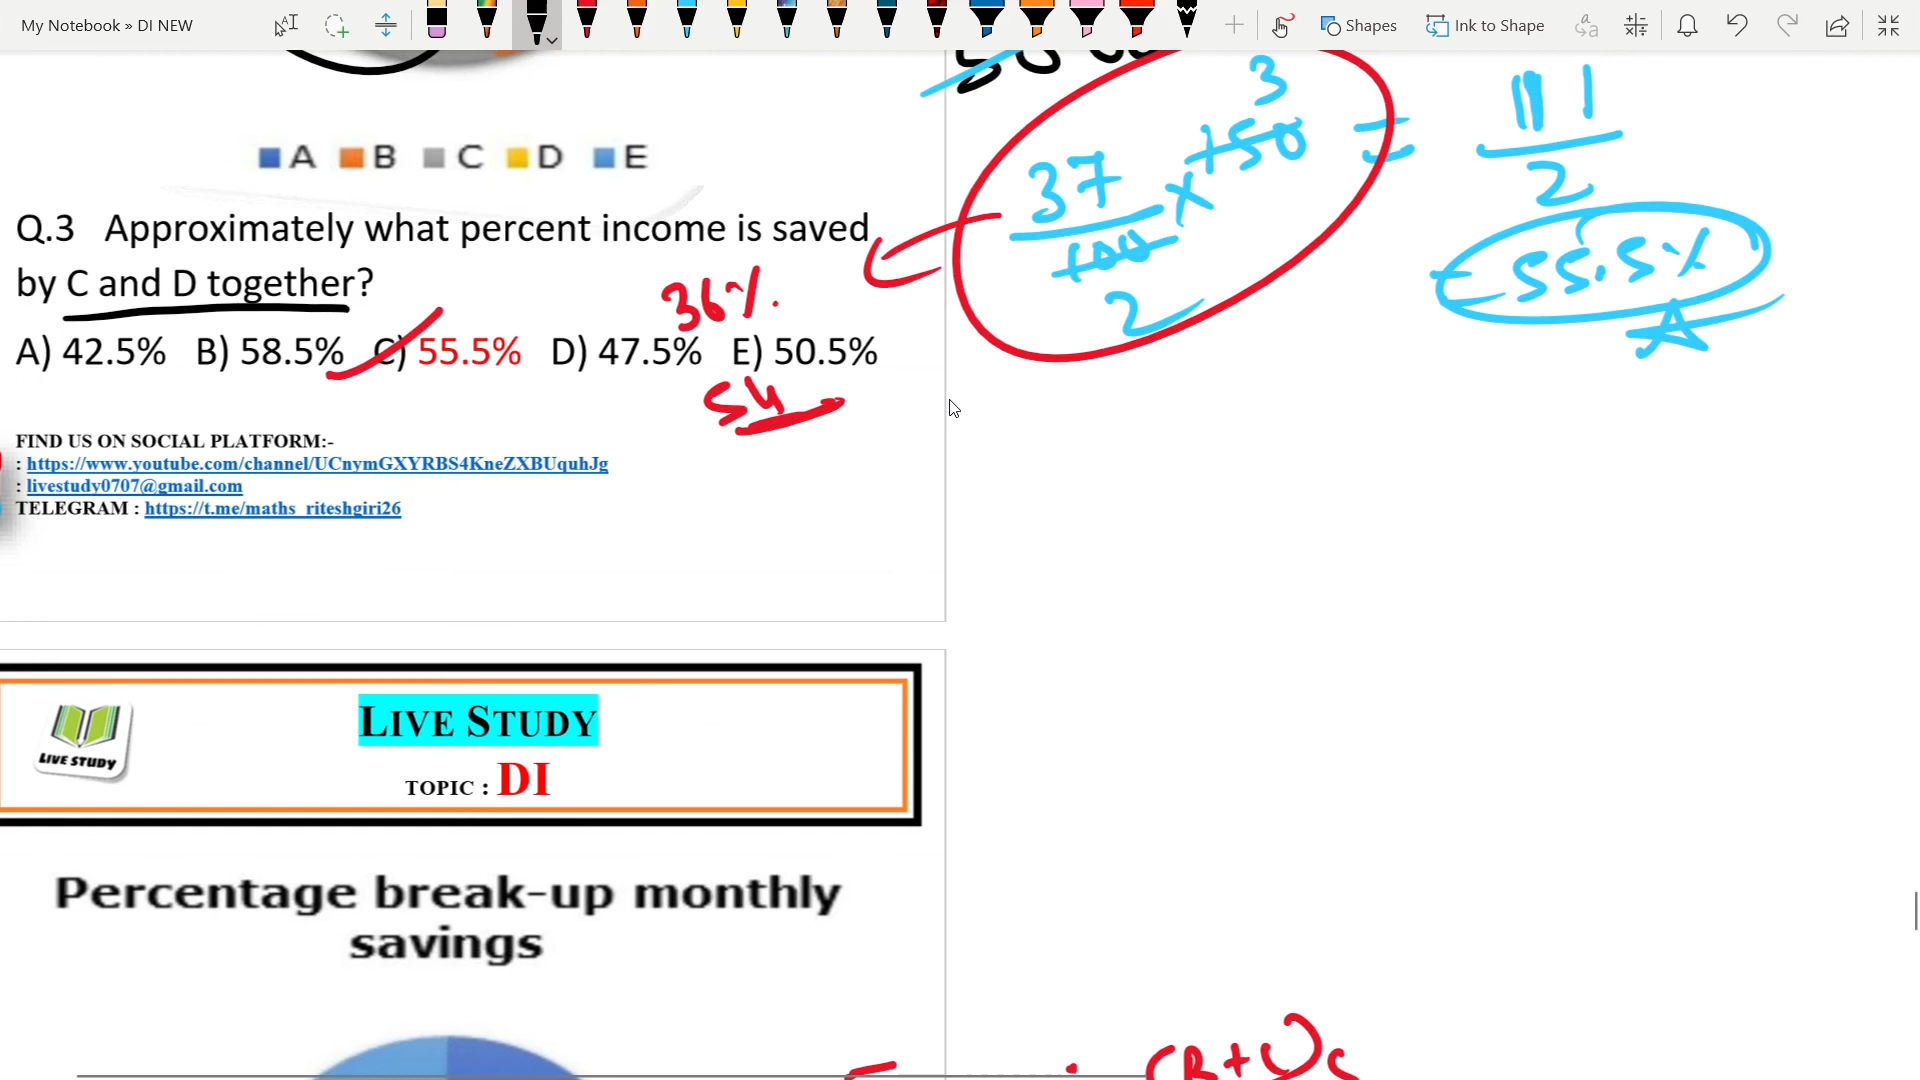 My Notebook » DI NEW
Shapes
Ink to Shape
A B C D E
Q.3 Approximately what percent income is saved
by C and D together?
36%.
A) 42.5% B) 58.5% C) 55.5% D) 47.5% E) 50.5%
54
FIND US ON SOCIAL PLATFORM:-
: https://www.youtube.com/channel/UCnymGXYRBS4KneZXBUquhJg
: livestudy0707@gmail.com
TELEGRAM : https://t.me/maths_riteshgiri26
3
37/100 × 150 = 111/2
2
55.5%
LIVE STUDY
LIVE STUDY
TOPIC : DI
Percentage break-up monthly
savings